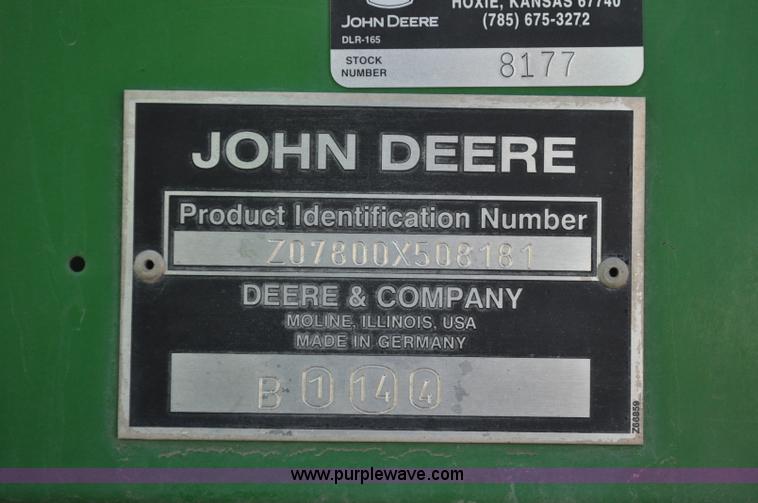 HOXIE, KANSAS 67740
JOHN DEERE
(785) 675-3272
DLR-165
STOCK NUMBER 8177
JOHN DEERE
Product Identification Number
Z07800X508181
DEERE & COMPANY
MOLINE, ILLINOIS, USA
MADE IN GERMANY
B 1 14 4
Z66859
www.purplewave.com